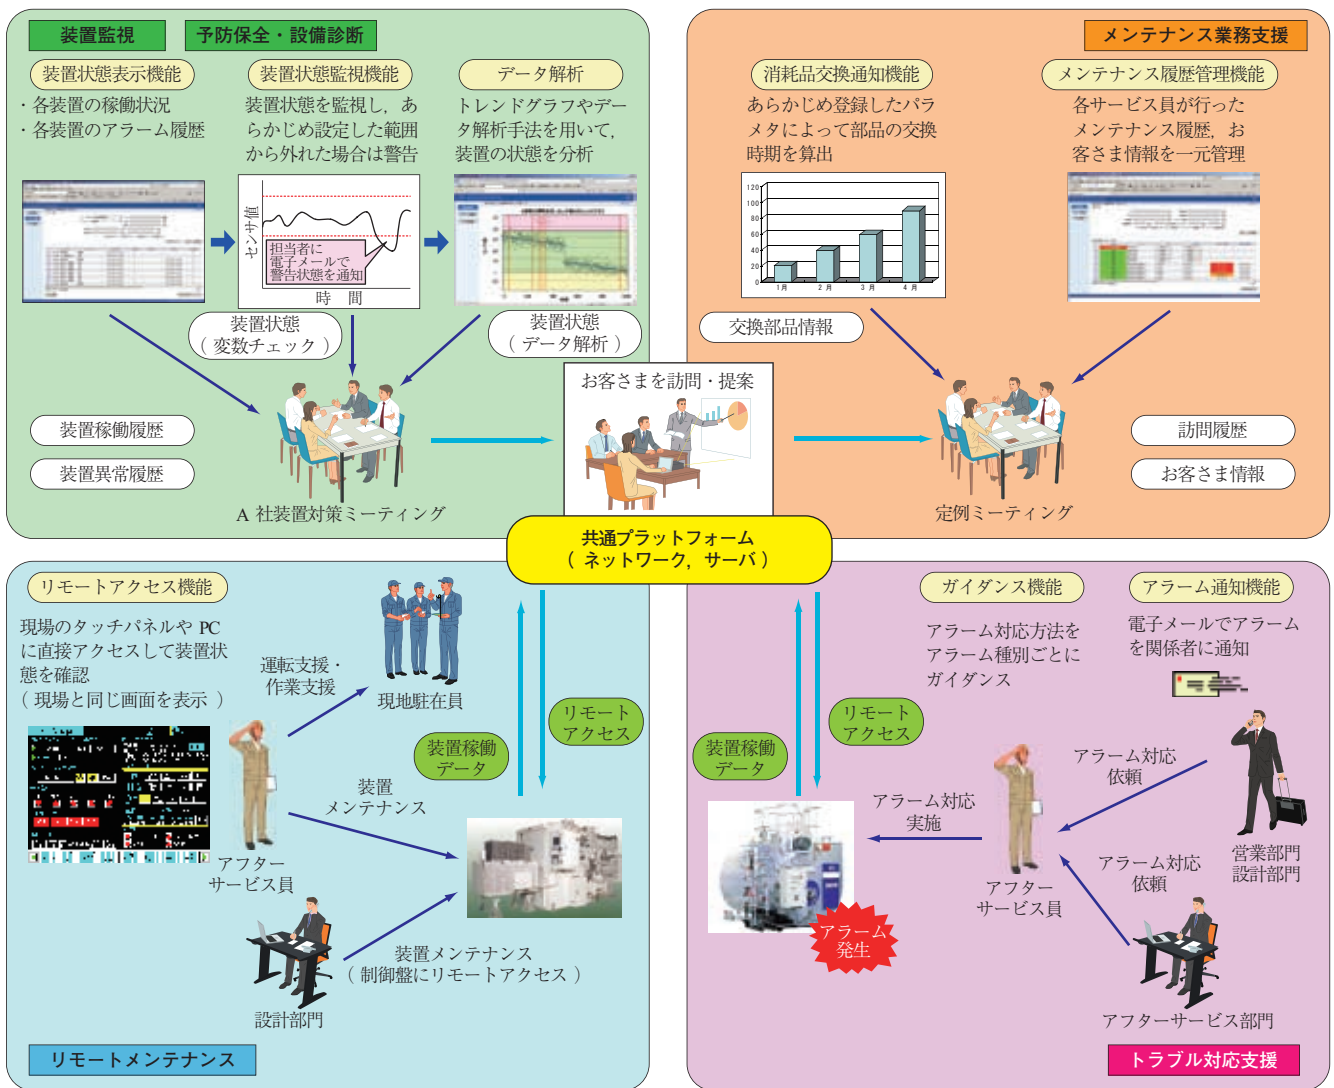 装置監視
予防保全・設備診断
装置状態表示機能
・各装置の稼働状況
・各装置のアラーム履歴
装置状態監視機能
装置状態を監視し，あ
らかじめ設定した範囲
から外れた場合は警告
データ解析
トレンドグラフやデー
タ解析手法を用いて，
装置の状態を分析
センサ値
担当者に
電子メールで
警告状態を通知
時　間
装置状態
（ 変数チェック ）
装置状態
（ データ解析 ）
装置稼働履歴
装置異常履歴
A 社装置対策ミーティング
お客さまを訪問・提案
メンテナンス業務支援
消耗品交換通知機能
あらかじめ登録したパラ
メタによって部品の交換
時期を算出
120
100
80
60
40
20
0
1月 2月 3月 4月
メンテナンス履歴管理機能
各サービス員が行った
メンテナンス履歴，お
客さま情報を一元管理
交換部品情報
訪問履歴
お客さま情報
定例ミーティング
共通プラットフォーム
（ ネットワーク，サーバ ）
リモートアクセス機能
現場のタッチパネルや PC
に直接アクセスして装置状
態を確認
（ 現場と同じ画面を表示 ）
運転支援・
作業支援
現地駐在員
装置稼働
データ
リモート
アクセス
装置
メンテナンス
アフター
サービス員
装置メンテナンス
（ 制御盤にリモートアクセス ）
設計部門
リモートメンテナンス
ガイダンス機能
アラーム対応方法を
アラーム種別ごとに
ガイダンス
アラーム通知機能
電子メールでアラーム
を関係者に通知
装置稼働
データ
リモート
アクセス
アラーム対応
実施
アラーム対応
依頼
営業部門
設計部門
アラーム対応
依頼
アフター
サービス員
アラーム
発生
アフターサービス部門
トラブル対応支援